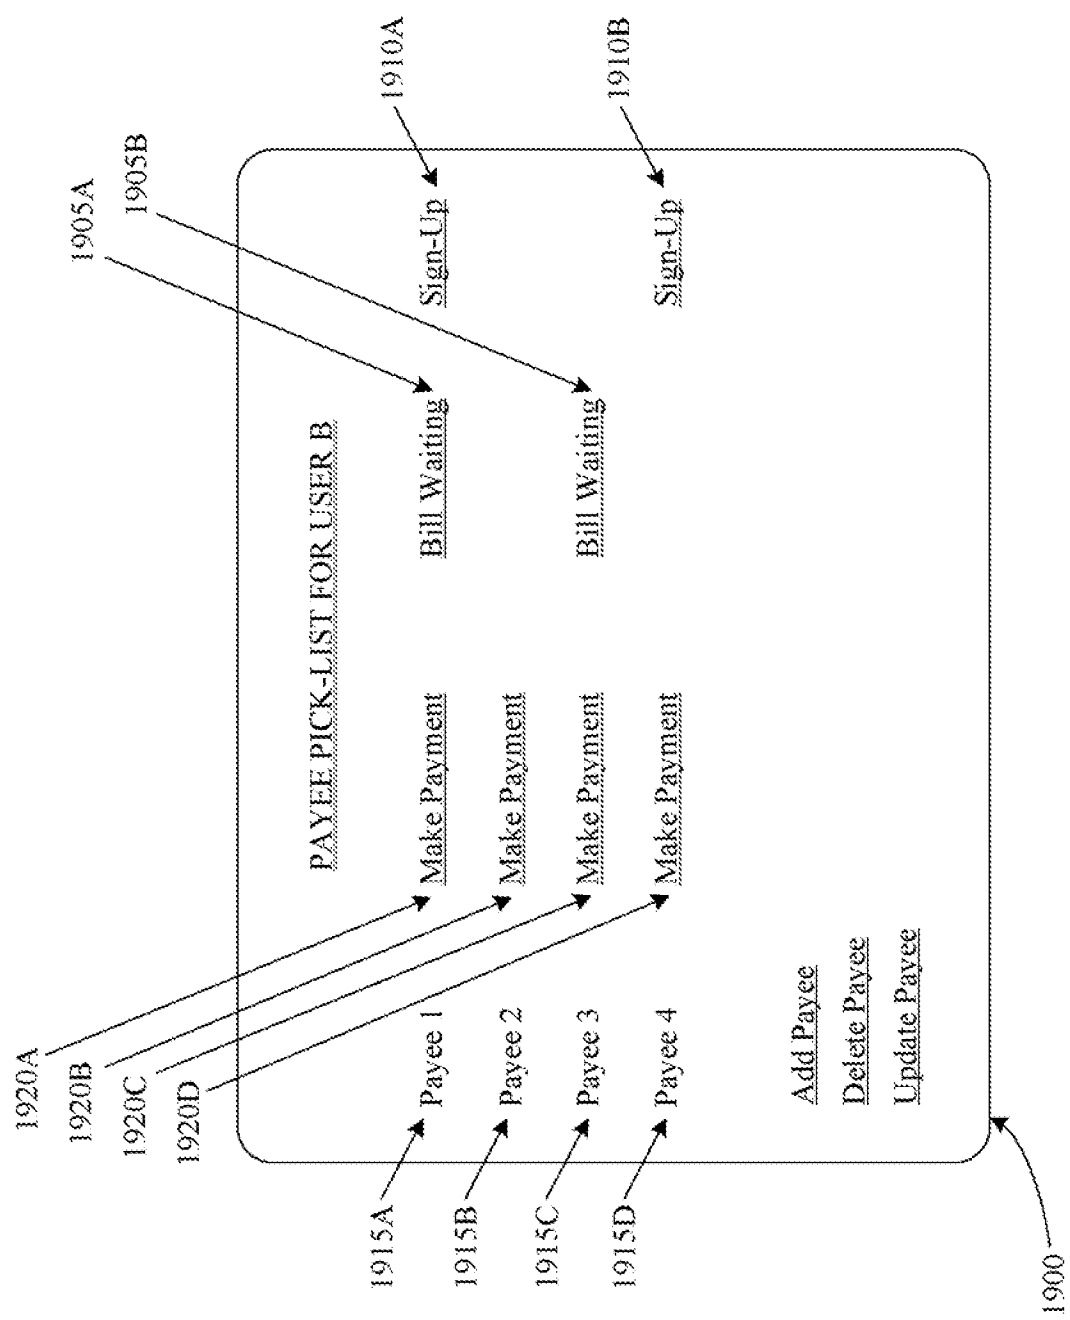 PAYEE PICK-LIST FOR USER B
1905A
1905B
1910A
1910B
1920A
1920B
1920C
1920D
1915A
Payee 1 Make Payment Bill Waiting Sign-Up
1915B
Payee 2 Make Payment
1915C
Payee 3 Make Payment Bill Waiting
1915D
Payee 4 Make Payment Sign-Up
Add Payee
Delete Payee
Update Payee
1900